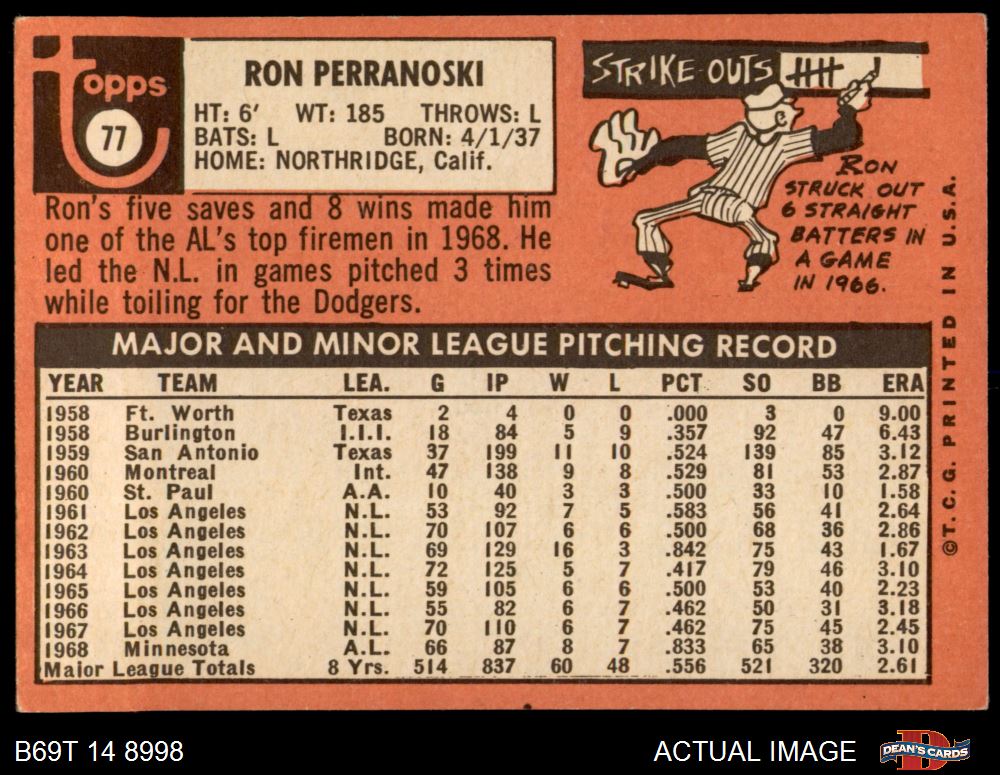 Topps
77
RON PERRANOSKI
HT: 6' WT: 185 THROWS: L
BATS: L BORN: 4/1/37
HOME: NORTHRIDGE, Calif.
Ron's five saves and 8 wins made him
one of the AL's top firemen in 1968. He
led the N.L. in games pitched 3 times
while toiling for the Dodgers.
STRIKE OUTS
RON
STRUCK OUT
6 STRAIGHT
BATTERS IN
A GAME
IN 1966.
MAJOR AND MINOR LEAGUE PITCHING RECORD
YEAR TEAM LEA. G IP W L PCT SO BB ERA
1958 Ft. Worth Texas 2 4 0 0 .000 3 0 9.00
1958 Burlington I.I.I. 18 84 5 9 .357 92 47 6.43
1959 San Antonio Texas 37 199 11 10 .524 139 85 3.12
1960 Montreal Int. 47 138 9 8 .529 81 53 2.87
1960 St. Paul A.A. 10 40 3 3 .500 33 10 1.58
1961 Los Angeles N.L. 53 92 7 5 .583 56 41 2.64
1962 Los Angeles N.L. 70 107 6 6 .500 68 36 2.86
1963 Los Angeles N.L. 69 129 16 3 .842 75 43 1.67
1964 Los Angeles N.L. 72 125 5 7 .417 79 46 3.10
1965 Los Angeles N.L. 59 105 6 6 .500 53 40 2.23
1966 Los Angeles N.L. 55 82 6 7 .462 50 31 3.18
1967 Los Angeles N.L. 70 110 6 7 .462 75 45 2.45
1968 Minnesota A.L. 66 87 8 7 .833 65 38 3.10
Major League Totals 8 Yrs. 514 837 60 48 .556 521 320 2.61
©T.C.G. PRINTED IN U.S.A.
B69T 14 8998
ACTUAL IMAGE
DEAN'S CARDS